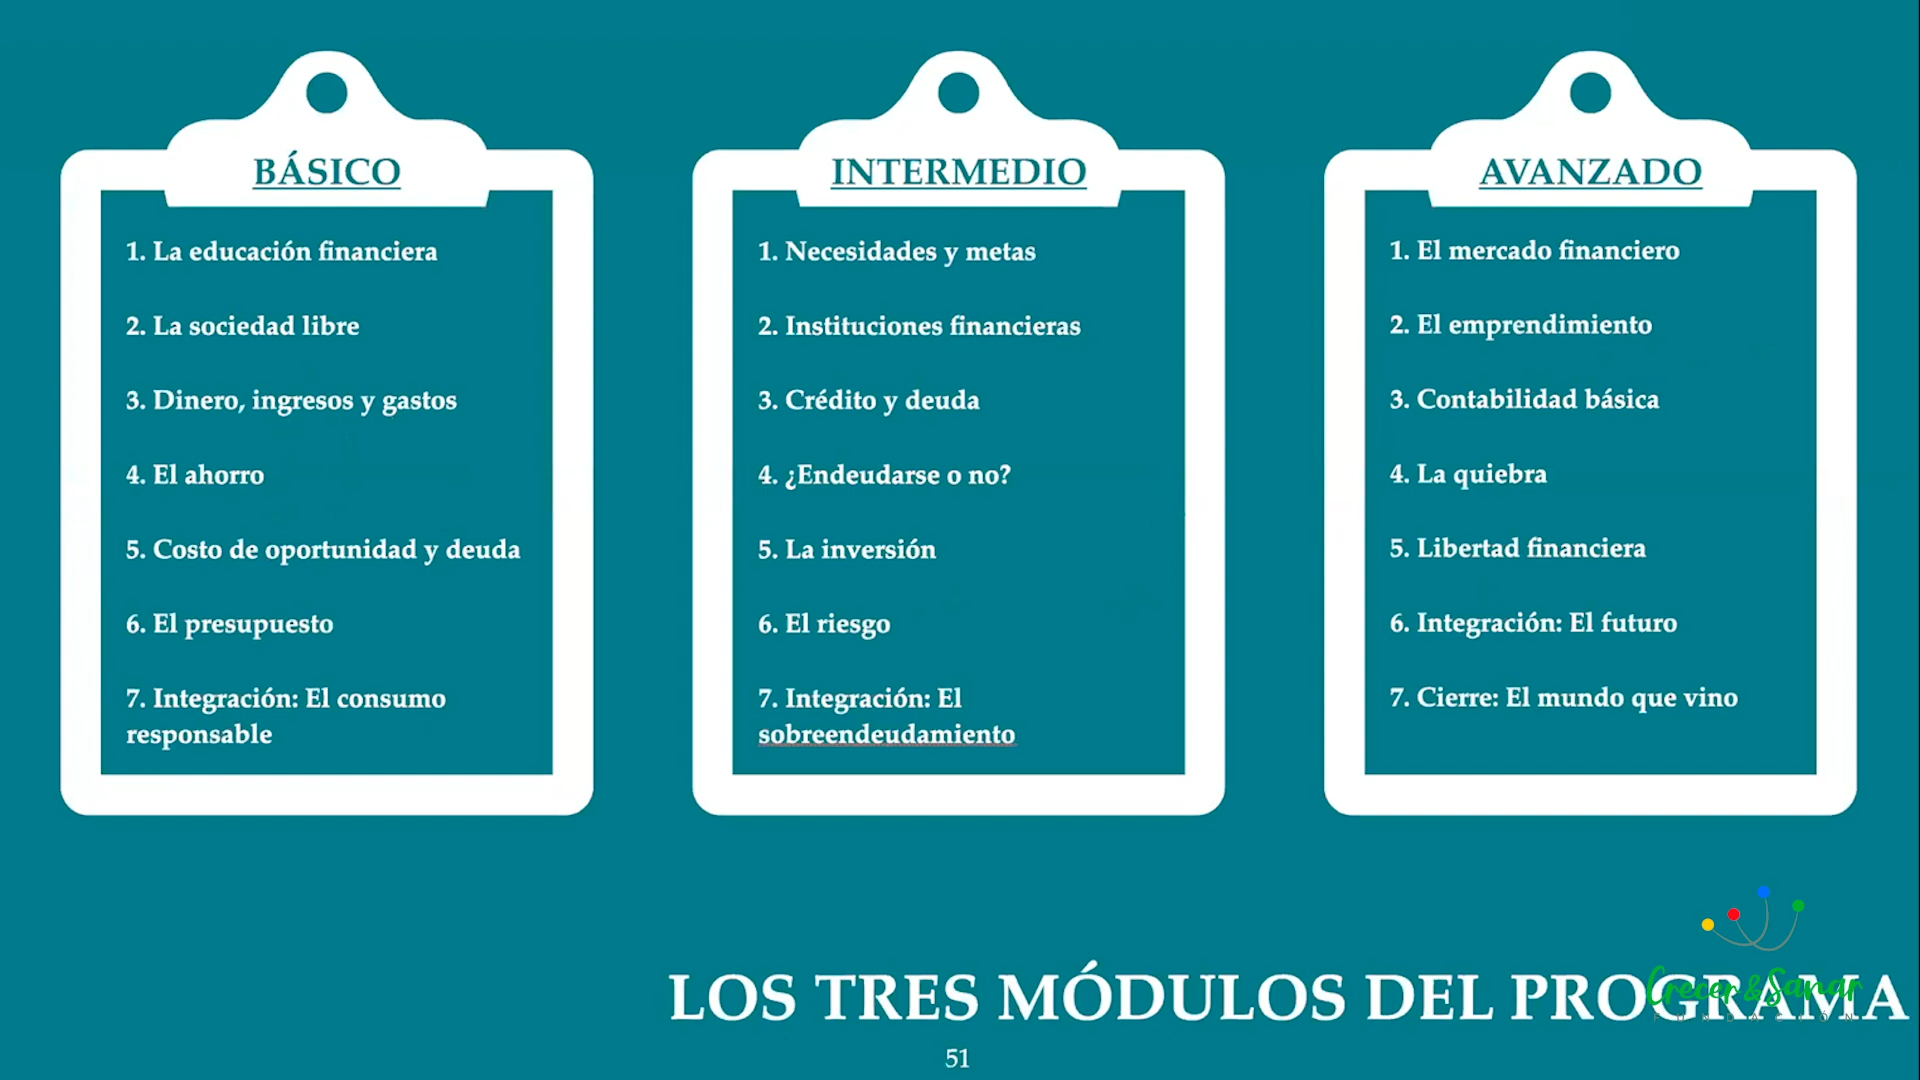 BÁSICO
1. La educación financiera
2. La sociedad libre
3. Dinero, ingresos y gastos
4. El ahorro
5. Costo de oportunidad y deuda
6. El presupuesto
7. Integración: El consumo
responsable
INTERMEDIO
1. Necesidades y metas
2. Instituciones financieras
3. Crédito y deuda
4. ¿Endeudarse o no?
5. La inversión
6. El riesgo
7. Integración: El
sobreendeudamiento
AVANZADO
1. El mercado financiero
2. El emprendimiento
3. Contabilidad básica
4. La quiebra
5. Libertad financiera
6. Integración: El futuro
7. Cierre: El mundo que vino
LOS TRES MÓDULOS DEL PROGRAMA
Crecer & Sanar
FUNDACIÓN
51